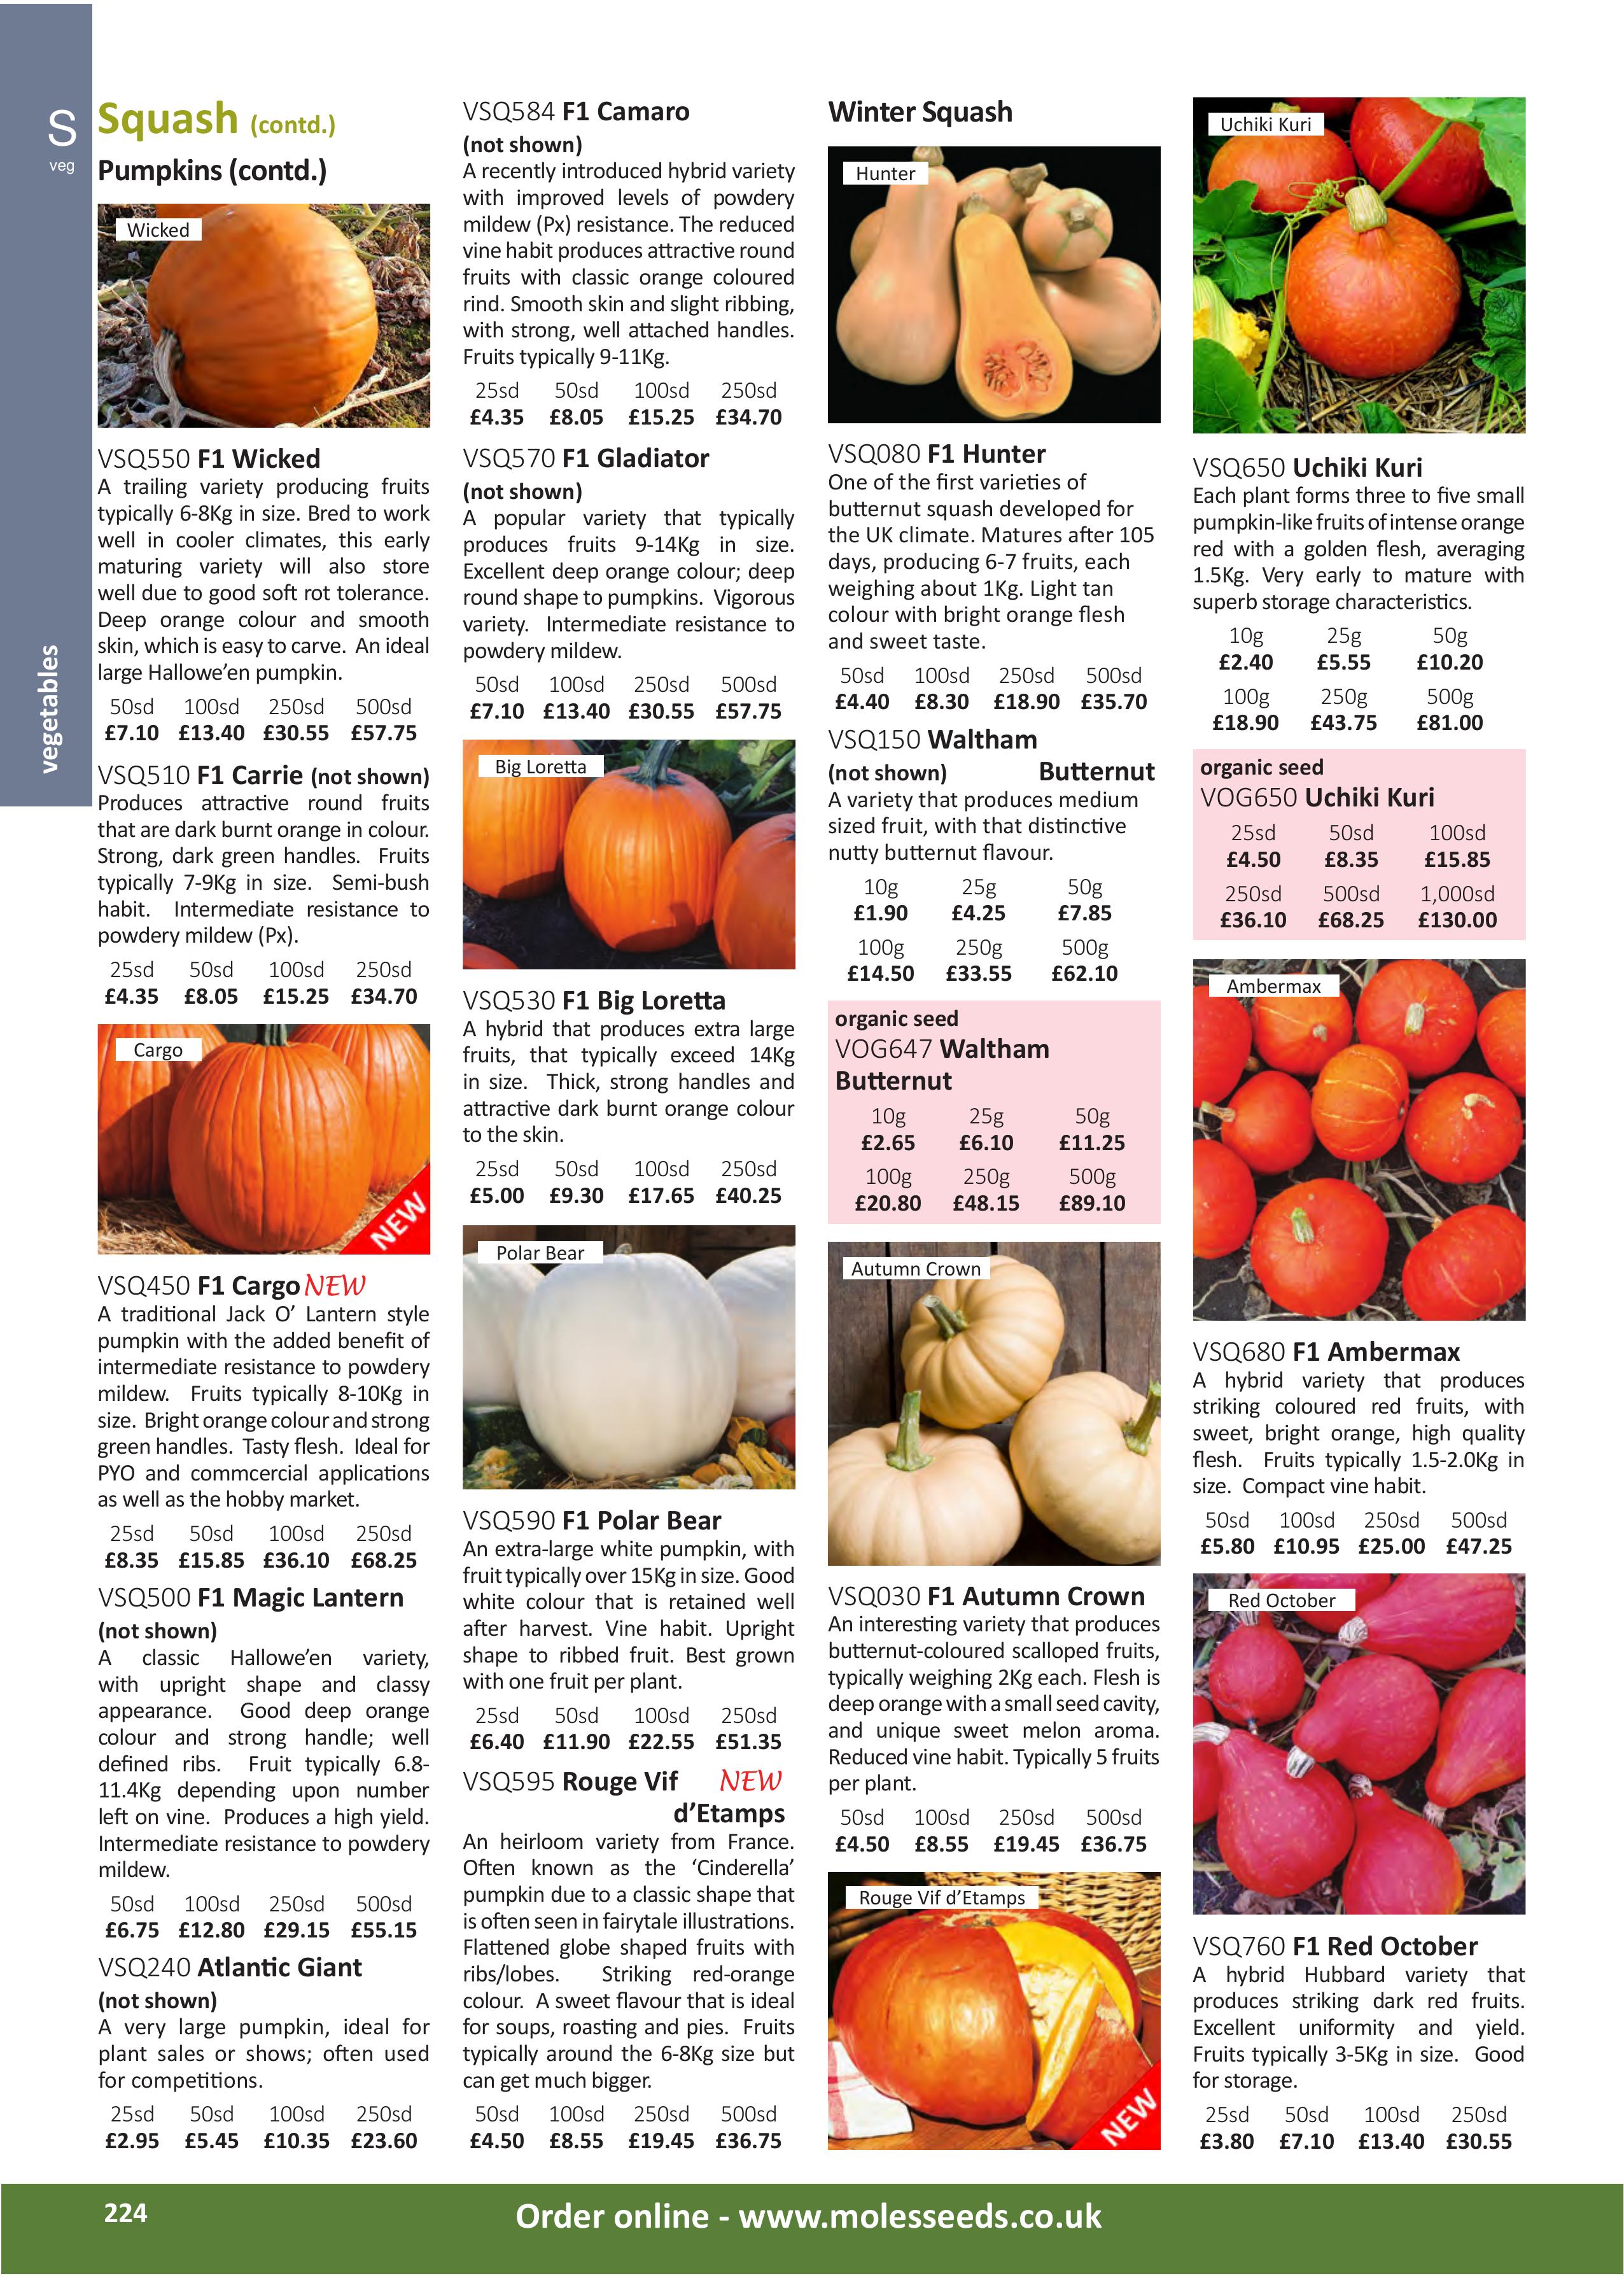 S
veg
vegetables
Squash (contd.)
Pumpkins (contd.)
Wicked
VSQ550 F1 Wicked
A trailing variety producing fruits
typically 6-8Kg in size. Bred to work
well in cooler climates, this early
maturing variety will also store
well due to good soft rot tolerance.
Deep orange colour and smooth
skin, which is easy to carve. An ideal
large Hallowe'en pumpkin.
50sd 100sd 250sd 500sd
£7.10 £13.40 £30.55 £57.75
VSQ510 F1 Carrie (not shown)
Produces attractive round fruits
that are dark burnt orange in colour.
Strong, dark green handles. Fruits
typically 7-9Kg in size. Semi-bush
habit. Intermediate resistance to
powdery mildew (Px).
25sd 50sd 100sd 250sd
£4.35 £8.05 £15.25 £34.70
Cargo
NEW
VSQ450 F1 Cargo NEW
A traditional Jack O' Lantern style
pumpkin with the added benefit of
intermediate resistance to powdery
mildew. Fruits typically 8-10Kg in
size. Bright orange colour and strong
green handles. Tasty flesh. Ideal for
PYO and commcercial applications
as well as the hobby market.
25sd 50sd 100sd 250sd
£8.35 £15.85 £36.10 £68.25
VSQ500 F1 Magic Lantern
(not shown)
A classic Hallowe'en variety,
with upright shape and classy
appearance. Good deep orange
colour and strong handle; well
defined ribs. Fruit typically 6.8-
11.4Kg depending upon number
left on vine. Produces a high yield.
Intermediate resistance to powdery
mildew.
50sd 100sd 250sd 500sd
£6.75 £12.80 £29.15 £55.15
VSQ240 Atlantic Giant
(not shown)
A very large pumpkin, ideal for
plant sales or shows; often used
for competitions.
25sd 50sd 100sd 250sd
£2.95 £5.45 £10.35 £23.60
VSQ584 F1 Camaro
(not shown)
A recently introduced hybrid variety
with improved levels of powdery
mildew (Px) resistance. The reduced
vine habit produces attractive round
fruits with classic orange coloured
rind. Smooth skin and slight ribbing,
with strong, well attached handles.
Fruits typically 9-11Kg.
25sd 50sd 100sd 250sd
£4.35 £8.05 £15.25 £34.70
VSQ570 F1 Gladiator
(not shown)
A popular variety that typically
produces fruits 9-14Kg in size.
Excellent deep orange colour; deep
round shape to pumpkins. Vigorous
variety. Intermediate resistance to
powdery mildew.
50sd 100sd 250sd 500sd
£7.10 £13.40 £30.55 £57.75
Big Loretta
VSQ530 F1 Big Loretta
A hybrid that produces extra large
fruits, that typically exceed 14Kg
in size. Thick, strong handles and
attractive dark burnt orange colour
to the skin.
25sd 50sd 100sd 250sd
£5.00 £9.30 £17.65 £40.25
Polar Bear
VSQ590 F1 Polar Bear
An extra-large white pumpkin, with
fruit typically over 15Kg in size. Good
white colour that is retained well
after harvest. Vine habit. Upright
shape to ribbed fruit. Best grown
with one fruit per plant.
25sd 50sd 100sd 250sd
£6.40 £11.90 £22.55 £51.35
VSQ595 Rouge Vif NEW
d'Etamps
An heirloom variety from France.
Often known as the 'Cinderella'
pumpkin due to a classic shape that
is often seen in fairytale illustrations.
Flattened globe shaped fruits with
ribs/lobes. Striking red-orange
colour. A sweet flavour that is ideal
for soups, roasting and pies. Fruits
typically around the 6-8Kg size but
can get much bigger.
50sd 100sd 250sd 500sd
£4.50 £8.55 £19.45 £36.75
Winter Squash
Hunter
VSQ080 F1 Hunter
One of the first varieties of
butternut squash developed for
the UK climate. Matures after 105
days, producing 6-7 fruits, each
weighing about 1Kg. Light tan
colour with bright orange flesh
and sweet taste.
50sd 100sd 250sd 500sd
£4.40 £8.30 £18.90 £35.70
VSQ150 Waltham
(not shown) Butternut
A variety that produces medium
sized fruit, with that distinctive
nutty butternut flavour.
10g 25g 50g
£1.90 £4.25 £7.85
100g 250g 500g
£14.50 £33.55 £62.10
organic seed
VOG647 Waltham
Butternut
10g 25g 50g
£2.65 £6.10 £11.25
100g 250g 500g
£20.80 £48.15 £89.10
Autumn Crown
VSQ030 F1 Autumn Crown
An interesting variety that produces
butternut-coloured scalloped fruits,
typically weighing 2Kg each. Flesh is
deep orange with a small seed cavity,
and unique sweet melon aroma.
Reduced vine habit. Typically 5 fruits
per plant.
50sd 100sd 250sd 500sd
£4.50 £8.55 £19.45 £36.75
Rouge Vif d'Etamps
NEW
Uchiki Kuri
VSQ650 Uchiki Kuri
Each plant forms three to five small
pumpkin-like fruits of intense orange
red with a golden flesh, averaging
1.5Kg. Very early to mature with
superb storage characteristics.
10g 25g 50g
£2.40 £5.55 £10.20
100g 250g 500g
£18.90 £43.75 £81.00
organic seed
VOG650 Uchiki Kuri
25sd 50sd 100sd
£4.50 £8.35 £15.85
250sd 500sd 1,000sd
£36.10 £68.25 £130.00
Ambermax
VSQ680 F1 Ambermax
A hybrid variety that produces
striking coloured red fruits, with
sweet, bright orange, high quality
flesh. Fruits typically 1.5-2.0Kg in
size. Compact vine habit.
50sd 100sd 250sd 500sd
£5.80 £10.95 £25.00 £47.25
Red October
VSQ760 F1 Red October
A hybrid Hubbard variety that
produces striking dark red fruits.
Excellent uniformity and yield.
Fruits typically 3-5Kg in size. Good
for storage.
25sd 50sd 100sd 250sd
£3.80 £7.10 £13.40 £30.55
224
Order online - www.molesseeds.co.uk